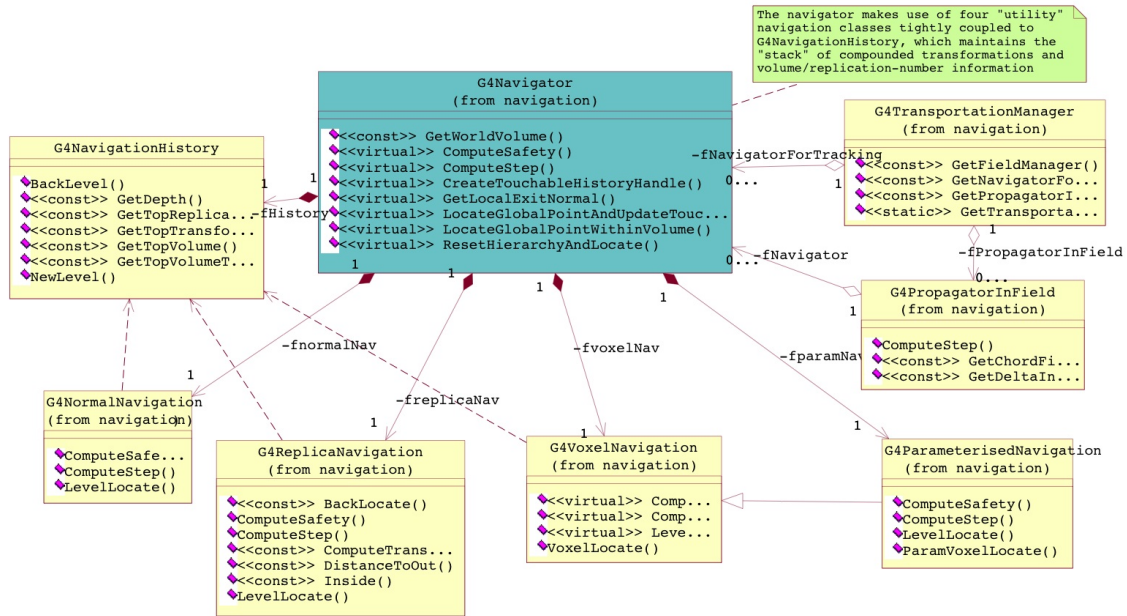 The navigator makes use of four "utility"
navigation classes tightly coupled to
G4NavigationHistory, which maintains the
"stack" of compounded transformations and
volume/replication-number information
G4Navigator
(from navigation)
<<const>> GetWorldVolume()
<<virtual>> ComputeSafety()
<<virtual>> ComputeStep()
<<virtual>> CreateTouchableHistoryHandle()
<<virtual>> GetLocalExitNormal()
<<virtual>> LocateGlobalPointAndUpdateTouc...
<<virtual>> LocateGlobalPointWithinVolume()
<<virtual>> ResetHierarchyAndLocate()
G4TransportationManager
(from navigation)
<<const>> GetFieldManager()
<<const>> GetNavigatorFo...
<<const>> GetPropagatorI...
<<static>> GetTransporta...
G4NavigationHistory
BackLevel()
<<const>> GetDepth()
<<const>> GetTopReplica...
<<const>> GetTopTransfo...
<<const>> GetTopVolume()
<<const>> GetTopVolumeT...
NewLevel()
1
1
-fHistory
-fNavigatorForTracking
0...
1
1
-fPropagatorInField
0...
-fNavigator
0...
1
G4PropagatorInField
(from navigation)
ComputeStep()
<<const>> GetChordFi...
<<const>> GetDeltaIn...
1
1
1
1
-fnormalNav
-freplicaNav
-fvoxelNav
-fparamNav
1
1
1
1
G4NormalNavigation
(from navigation)
ComputeSafe...
ComputeStep()
LevelLocate()
G4ReplicaNavigation
(from navigation)
<<const>> BackLocate()
ComputeSafety()
ComputeStep()
<<const>> ComputeTrans...
<<const>> DistanceToOut()
<<const>> Inside()
LevelLocate()
G4VoxelNavigation
(from navigation)
<<virtual>> Comp...
<<virtual>> Comp...
<<virtual>> Leve...
VoxelLocate()
G4ParameterisedNavigation
(from navigation)
ComputeSafety()
ComputeStep()
LevelLocate()
ParamVoxelLocate()